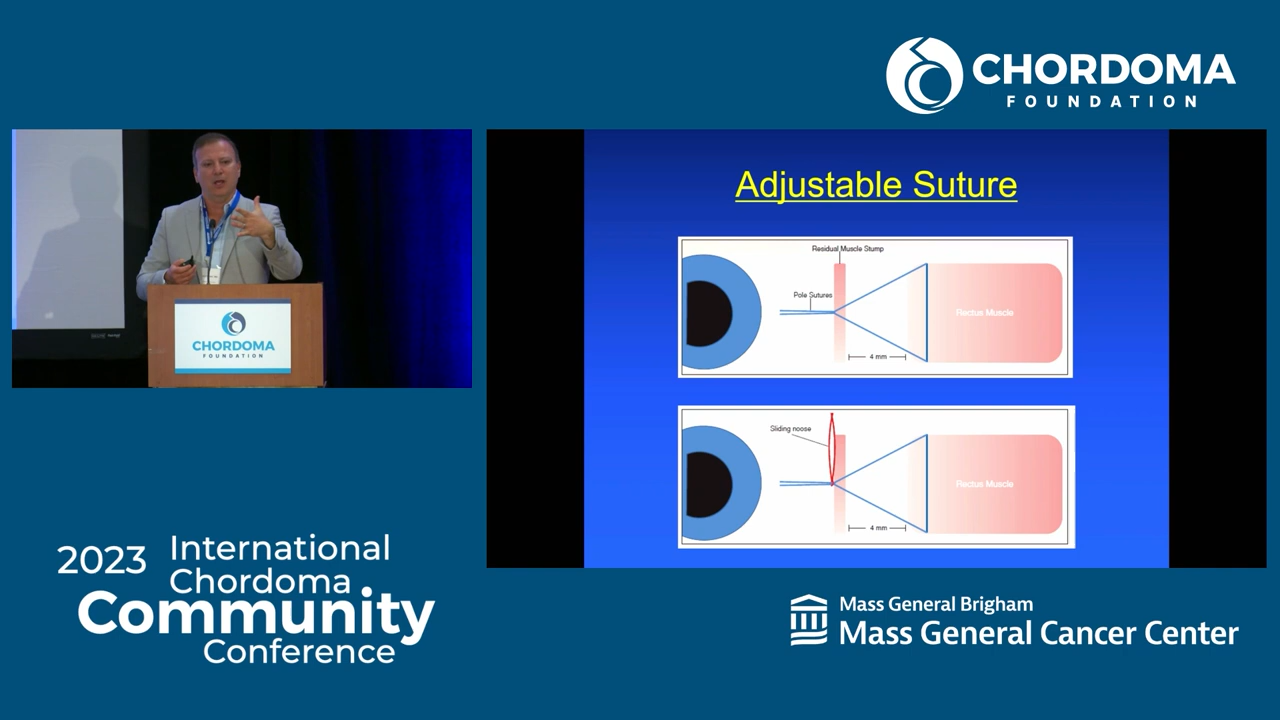 CHORDOMA
FOUNDATION
CHORDOMA
FOUNDATION
Adjustable Suture
Residual Muscle Stump
Pole Sutures
Rectus Muscle
4 mm
Sliding noose
Rectus Muscle
4 mm
2023 International
Chordoma
Community
Conference
Mass General Brigham
Mass General Cancer Center